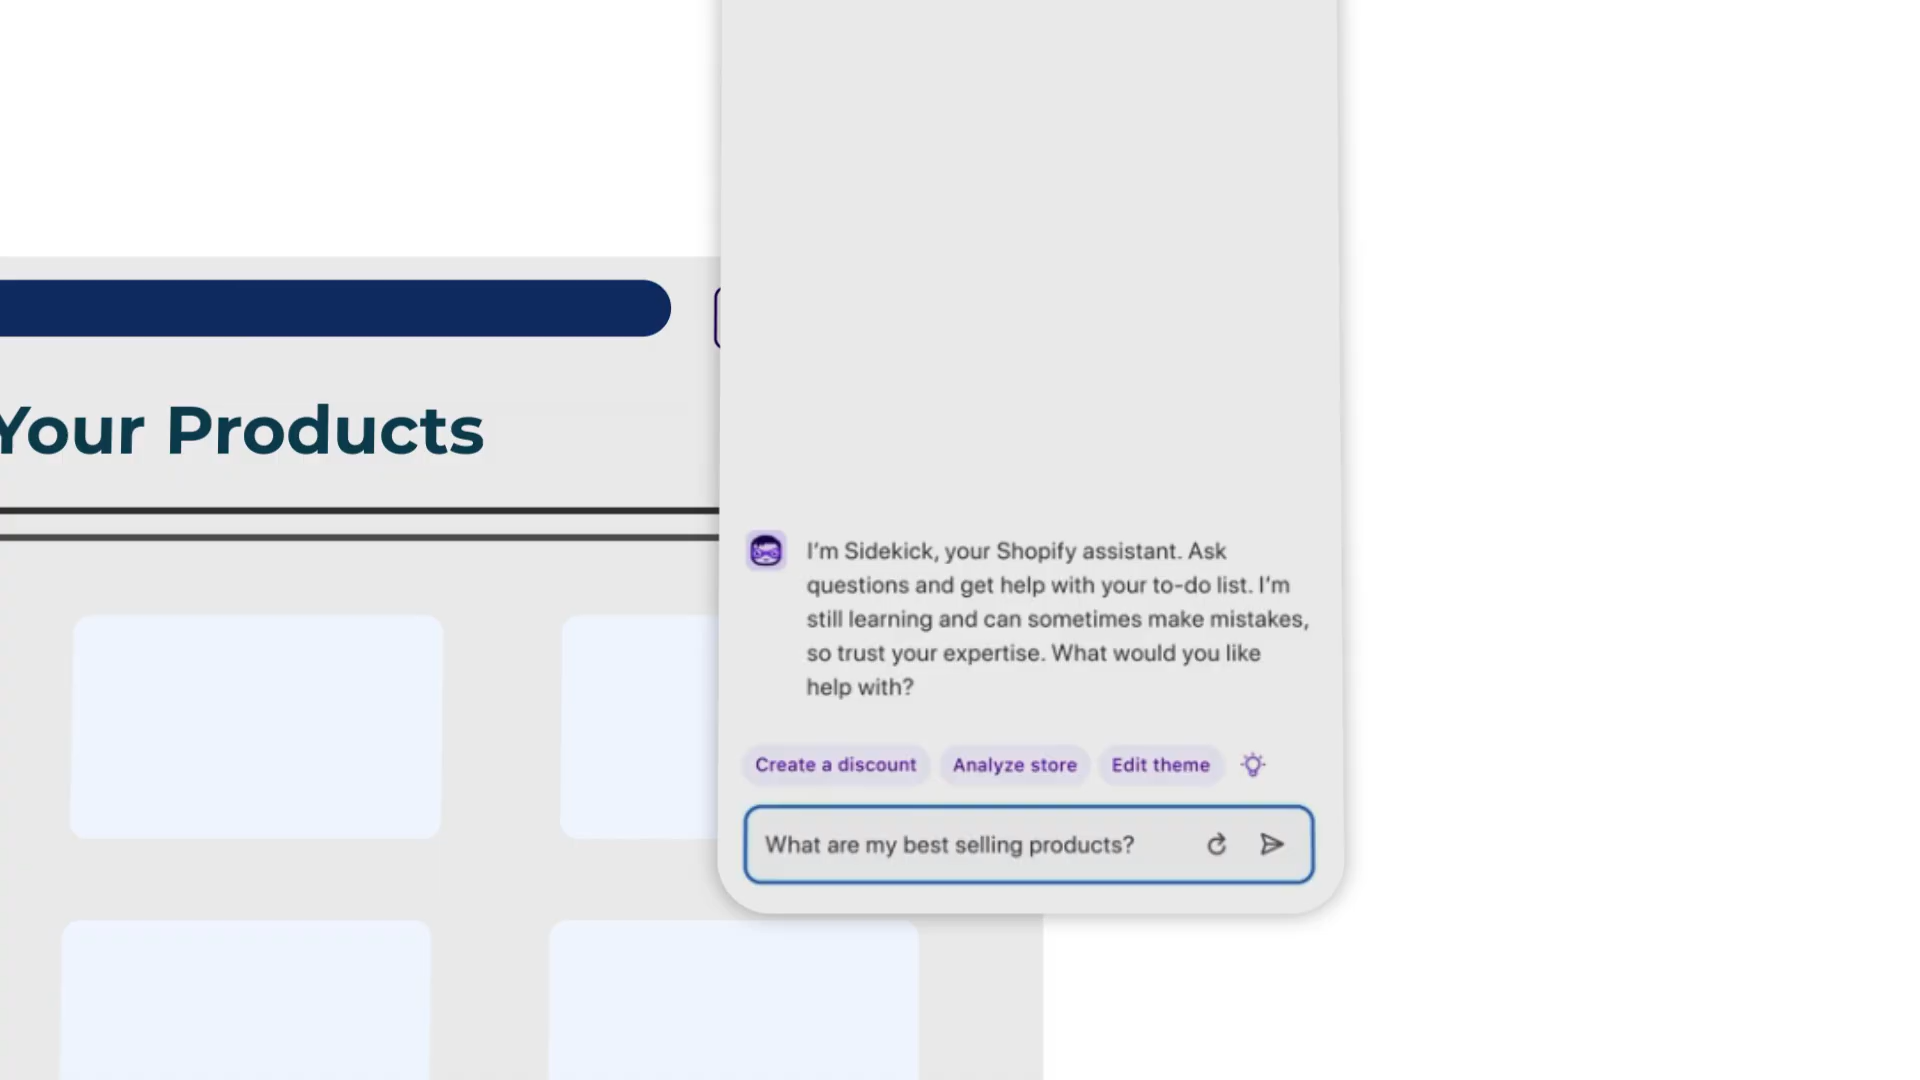 Your Products
I'm Sidekick, your Shopify assistant. Ask
questions and get help with your to-do list. I'm
still learning and can sometimes make mistakes,
so trust your expertise. What would you like
help with?
Create a discount Analyze store Edit theme
What are my best selling products?